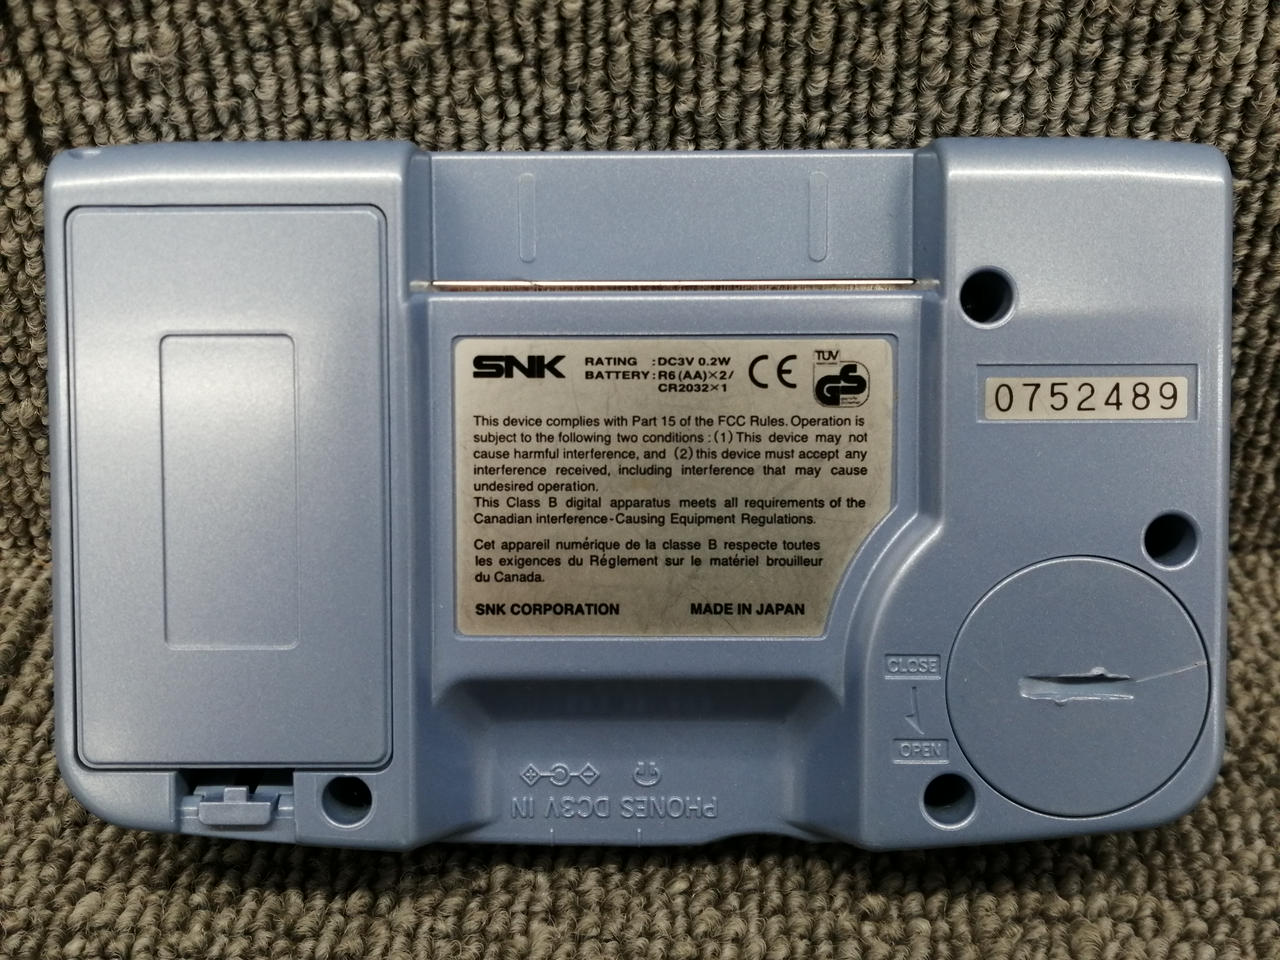 SNK
RATING :DC3V 0.2W
BATTERY:R6(AA)×2/
CR2032×1
CE
TUV
GS
This device complies with Part 15 of the FCC Rules. Operation is
subject to the following two conditions :(1) This device may not
cause harmful interference, and (2) this device must accept any
interference received, including interference that may cause
undesired operation.
This Class B digital apparatus meets all requirements of the
Canadian interference-Causing Equipment Regulations.
Cet appareil numérique de la classe B respecte toutes
les exigences du Réglement sur le matériel brouilleur
du Canada.
SNK CORPORATION MADE IN JAPAN
0752489
CLOSE
OPEN
PHONES DC3V IN